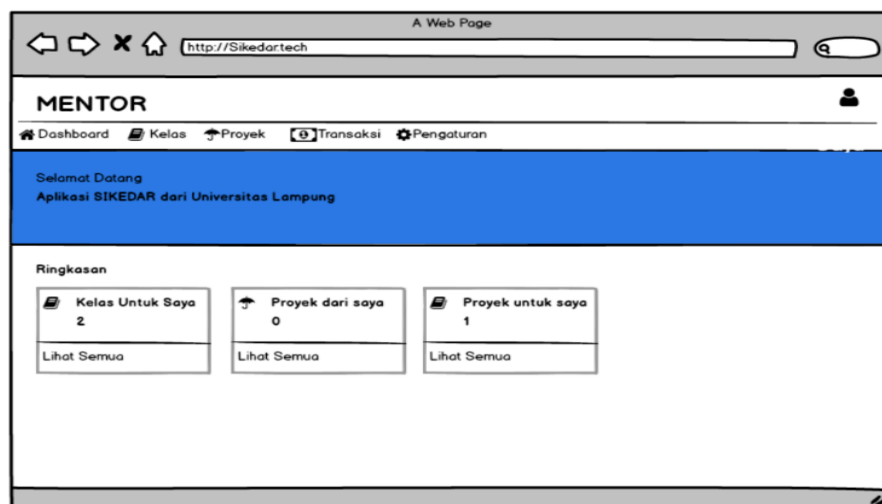 A Web Page
http://Sikedar.tech
MENTOR
Dashboard Kelas Proyek Transaksi Pengaturan
Selamat Datang
Aplikasi SIKEDAR dari Universitas Lampung
Ringkasan
Kelas Untuk Saya Proyek dari saya Proyek untuk saya
2 0 1
Lihat Semua Lihat Semua Lihat Semua